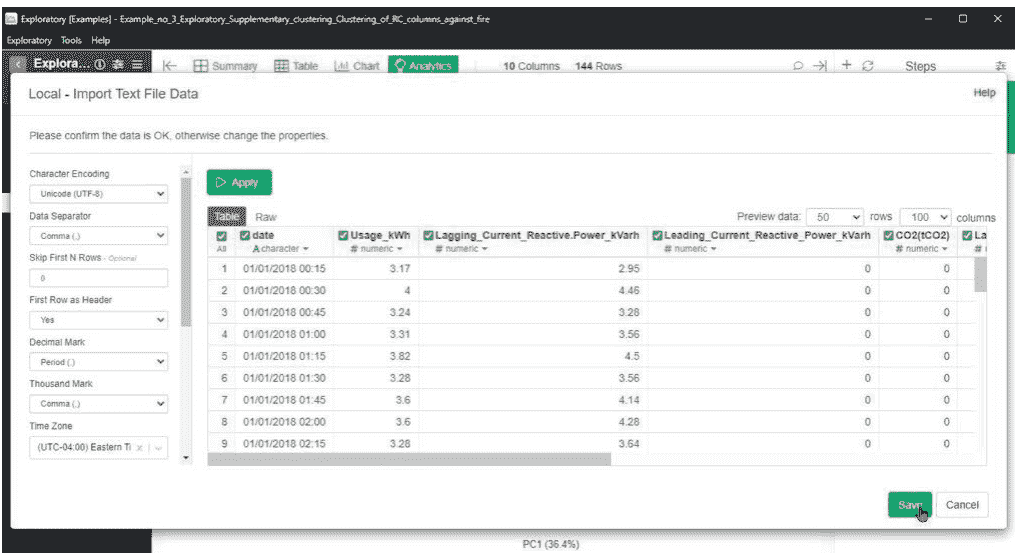 Exploratory [Examples] - Example_no_3_Exploratory_Supplementary_clustering_Clustering_of_RC_columns_against_fire
Exploratory Tools Help
Explora... Summary Table Chart Analytics 10 Columns 144 Rows Steps
Local - Import Text File Data Help
Please confirm the data is OK, otherwise change the properties.
Character Encoding
Unicode (UTF-8)
Data Separator
Comma (,)
Skip First N Rows - Optional
0
First Row as Header
Yes
Decimal Mark
Period (.)
Thousand Mark
Comma (,)
Time Zone
(UTC-04:00) Eastern Ti
Apply
Table Raw Preview data: 50 rows 100 columns
date Usage_kWh Lagging_Current_Reactive.Power_kVarh Leading_Current_Reactive_Power_kVarh CO2(tCO2) La
All A character # numeric # numeric # numeric # numeric #
1 01/01/2018 00:15 3.17 2.95 0 0
2 01/01/2018 00:30 4 4.46 0 0
3 01/01/2018 00:45 3.24 3.28 0 0
4 01/01/2018 01:00 3.31 3.56 0 0
5 01/01/2018 01:15 3.82 4.5 0 0
6 01/01/2018 01:30 3.28 3.56 0 0
7 01/01/2018 01:45 3.6 4.14 0 0
8 01/01/2018 02:00 3.6 4.28 0 0
9 01/01/2018 02:15 3.28 3.64 0 0
Save Cancel
PC1 (36.4%)